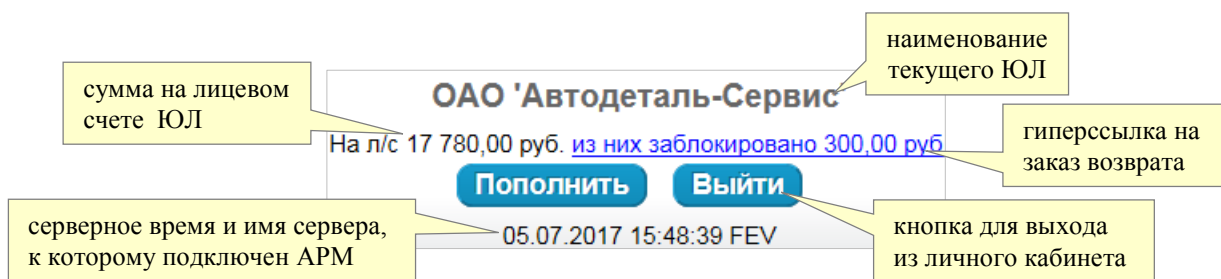 наименование
текущего ЮЛ
сумма на лицевом
счете ЮЛ
ОАО 'Автодеталь-Сервис'
На л/с 17 780,00 руб. из них заблокировано 300,00 руб
гиперссылка на
заказ возврата
Пополнить Выйти
серверное время и имя сервера,
к которому подключен АРМ
05.07.2017 15:48:39 FEV
кнопка для выхода
из личного кабинета